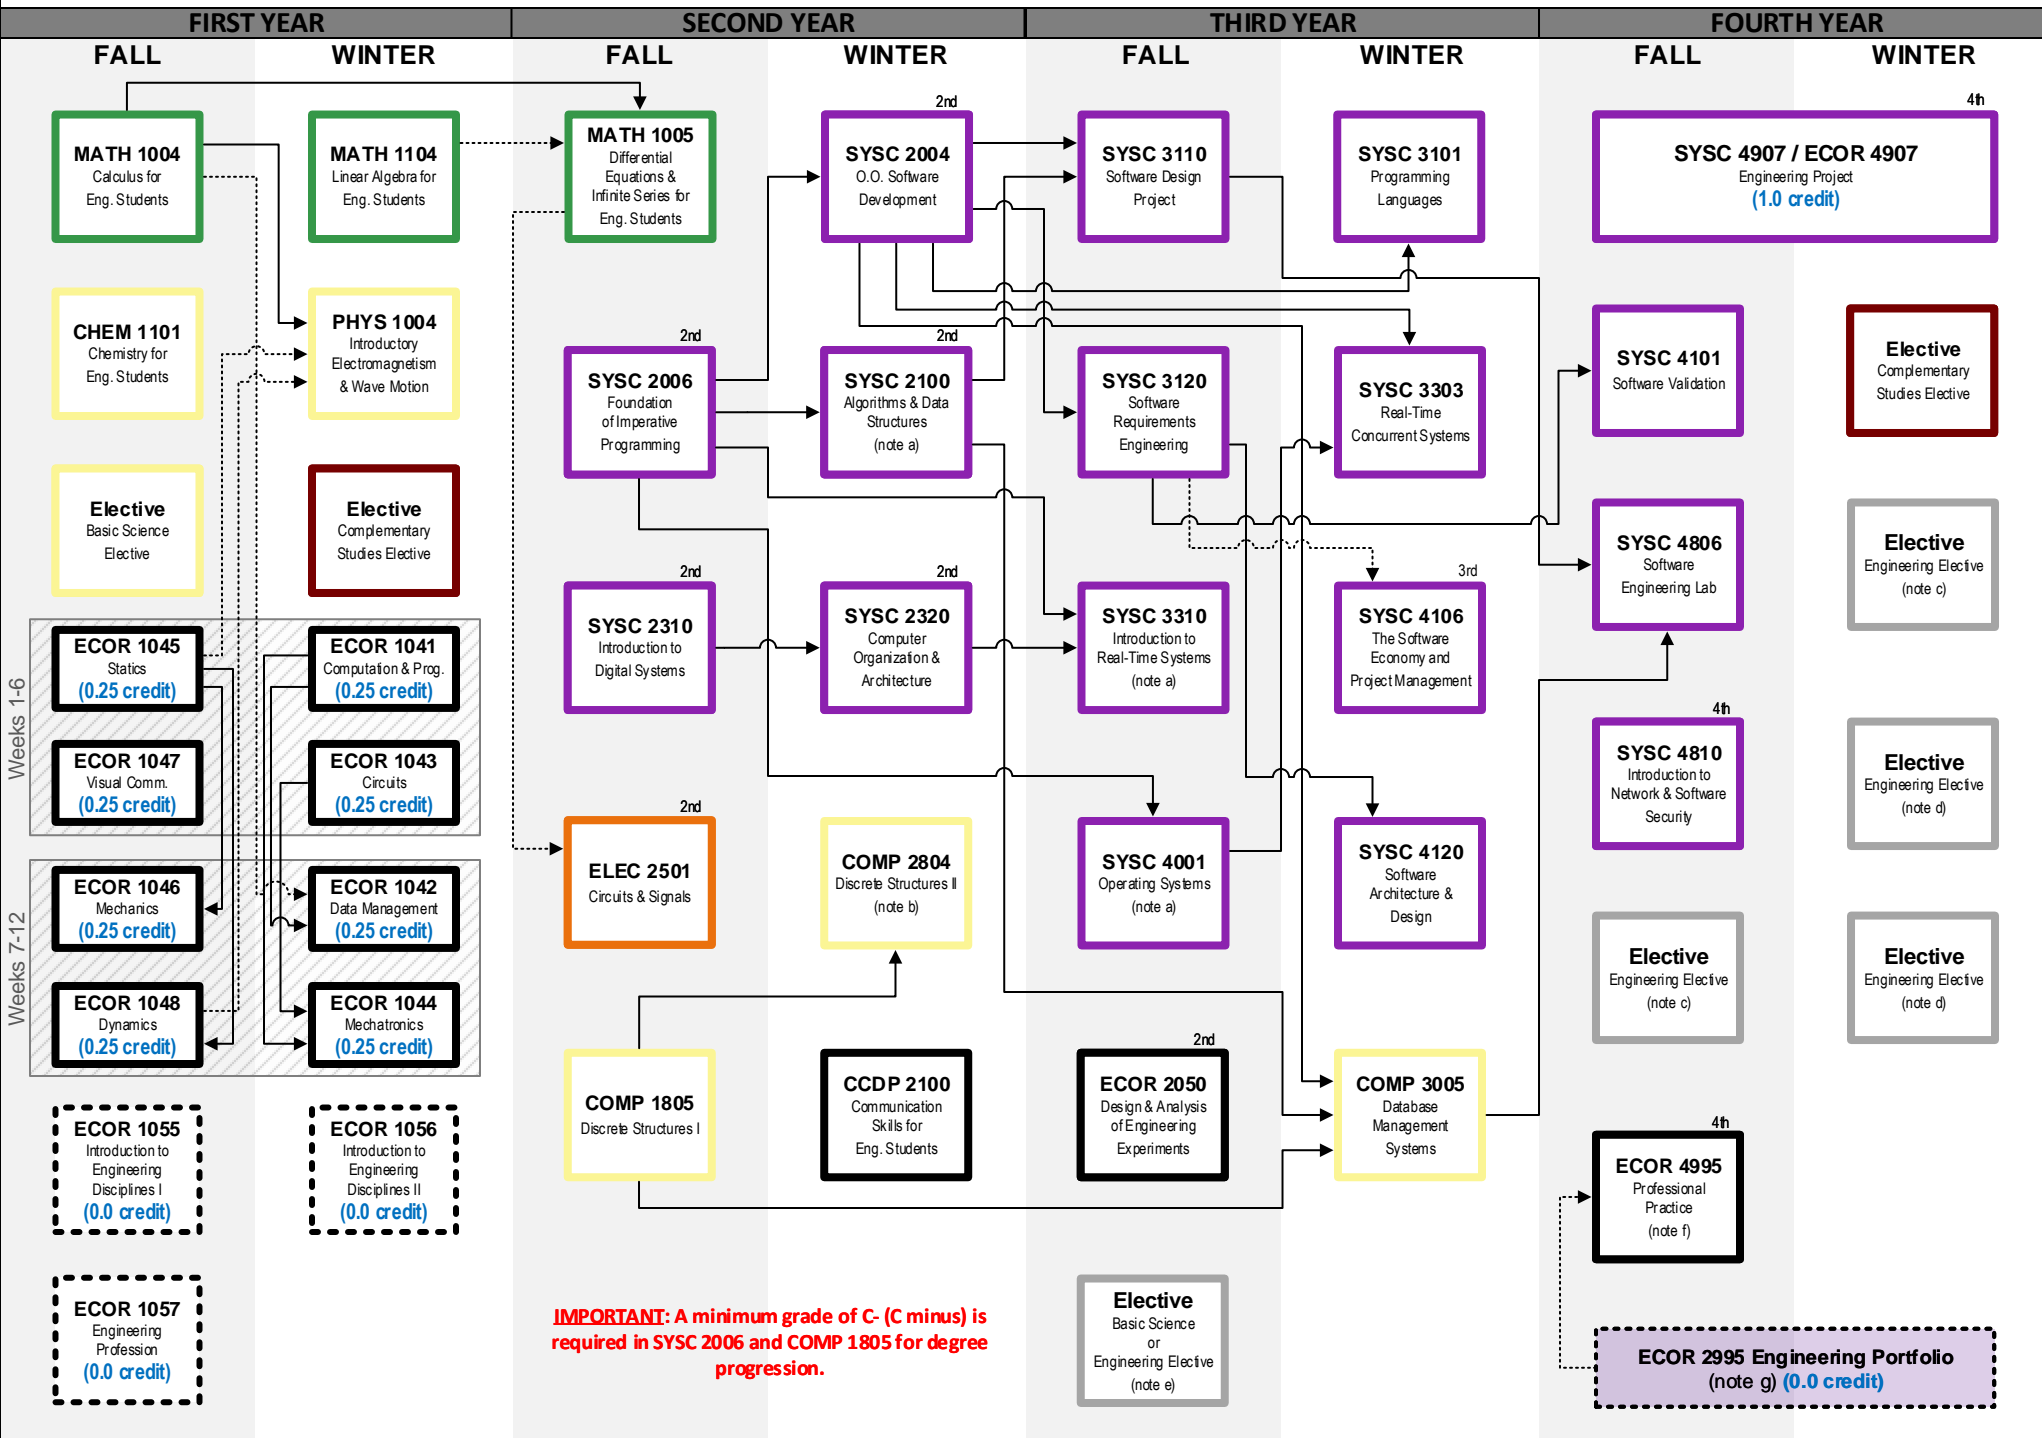 FIRST YEAR
SECOND YEAR
THIRD YEAR
FOURTH YEAR
FALL
WINTER
FALL
WINTER
FALL
WINTER
FALL
WINTER
MATH 1004
Calculus for
Eng. Students
CHEM 1101
Chemistry for
Eng. Students
Elective
Basic Science
Elective
Weeks 1-6
ECOR 1045
Statics
(0.25 credit)
ECOR 1047
Visual Comm.
(0.25 credit)
Weeks 7-12
ECOR 1046
Mechanics
(0.25 credit)
ECOR 1048
Dynamics
(0.25 credit)
ECOR 1055
Introduction to
Engineering
Disciplines I
(0.0 credit)
ECOR 1057
Engineering
Profession
(0.0 credit)
MATH 1104
Linear Algebra for
Eng. Students
PHYS 1004
Introductory
Electromagnetism
& Wave Motion
Elective
Complementary
Studies Elective
ECOR 1041
Computation & Prog.
(0.25 credit)
ECOR 1043
Circuits
(0.25 credit)
ECOR 1042
Data Management
(0.25 credit)
ECOR 1044
Mechatronics
(0.25 credit)
ECOR 1056
Introduction to
Engineering
Disciplines II
(0.0 credit)
MATH 1005
Differential
Equations &
Infinite Series for
Eng. Students
2nd
SYSC 2006
Foundation
of Imperative
Programming
2nd
SYSC 2310
Introduction to
Digital Systems
2nd
ELEC 2501
Circuits & Signals
COMP 1805
Discrete Structures I
2nd
SYSC 2004
O.O. Software
Development
2nd
SYSC 2100
Algorithms & Data
Structures
(note a)
2nd
SYSC 2320
Computer
Organization &
Architecture
COMP 2804
Discrete Structures II
(note b)
CCDP 2100
Communication
Skills for
Eng. Students
IMPORTANT: A minimum grade of C- (C minus) is
required in SYSC 2006 and COMP 1805 for degree
progression.
SYSC 3110
Software Design
Project
SYSC 3120
Software
Requirements
Engineering
SYSC 3310
Introduction to
Real-Time Systems
(note a)
SYSC 4001
Operating Systems
(note a)
2nd
ECOR 2050
Design & Analysis
of Engineering
Experiments
Elective
Basic Science
or
Engineering Elective
(note e)
SYSC 3101
Programming
Languages
SYSC 3303
Real-Time
Concurrent Systems
3rd
SYSC 4106
The Software
Economy and
Project Management
SYSC 4120
Software
Architecture &
Design
COMP 3005
Database
Management
Systems
4th
SYSC 4907 / ECOR 4907
Engineering Project
(1.0 credit)
SYSC 4101
Software Validation
SYSC 4806
Software
Engineering Lab
4th
SYSC 4810
Introduction to
Network & Software
Security
Elective
Engineering Elective
(note c)
4th
ECOR 4995
Professional
Practice
(note f)
Elective
Complementary
Studies Elective
Elective
Engineering Elective
(note c)
Elective
Engineering Elective
(note d)
Elective
Engineering Elective
(note d)
ECOR 2995 Engineering Portfolio
(note g) (0.0 credit)